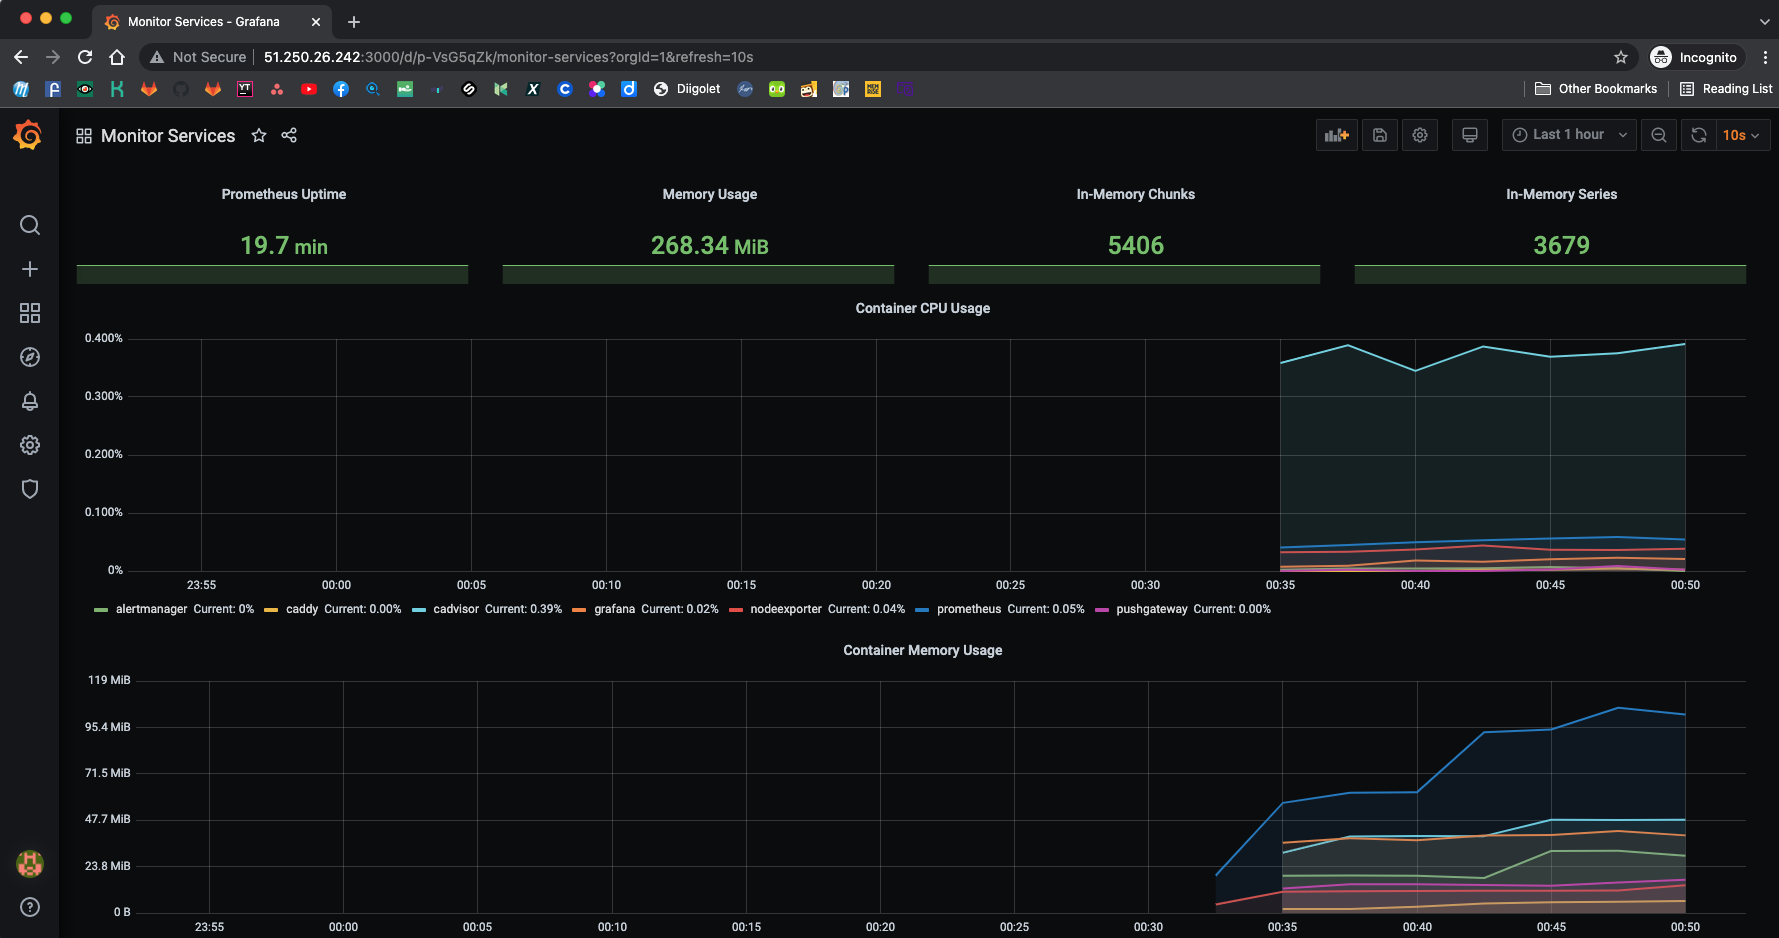 Monitor Services - Grafana
Not Secure 51.250.26.242:3000/d/p-VsG5qZk/monitor-services?orgId=1&refresh=10s Incognito
YT Diigolet Other Bookmarks Reading List
Monitor Services Last 1 hour 10s
Prometheus Uptime Memory Usage In-Memory Chunks In-Memory Series
19.7 min 268.34 MiB 5406 3679
Container CPU Usage
0.400%
0.300%
0.200%
0.100%
0%
23:55 00:00 00:05 00:10 00:15 00:20 00:25 00:30 00:35 00:40 00:45 00:50
alertmanager Current: 0% caddy Current: 0.00% cadvisor Current: 0.39% grafana Current: 0.02% nodeexporter Current: 0.04% prometheus Current: 0.05% pushgateway Current: 0.00%
Container Memory Usage
119 MiB
95.4 MiB
71.5 MiB
47.7 MiB
23.8 MiB
0 B
23:55 00:00 00:05 00:10 00:15 00:20 00:25 00:30 00:35 00:40 00:45 00:50